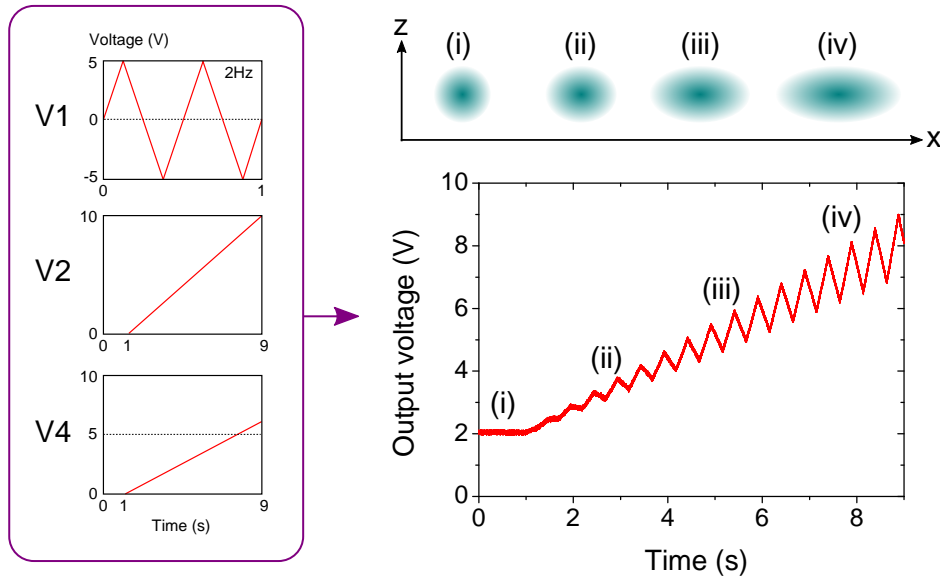 Voltage (V)
V1
5
0
-5
2Hz
0 1
V2
10
0
0 1 9
V4
10
5
0
0 1 9
Time (s)
z
(i) (ii) (iii) (iv)
x
Output voltage (V)
10
8
6
4
2
0
(i)
(ii)
(iii)
(iv)
0 2 4 6 8
Time (s)